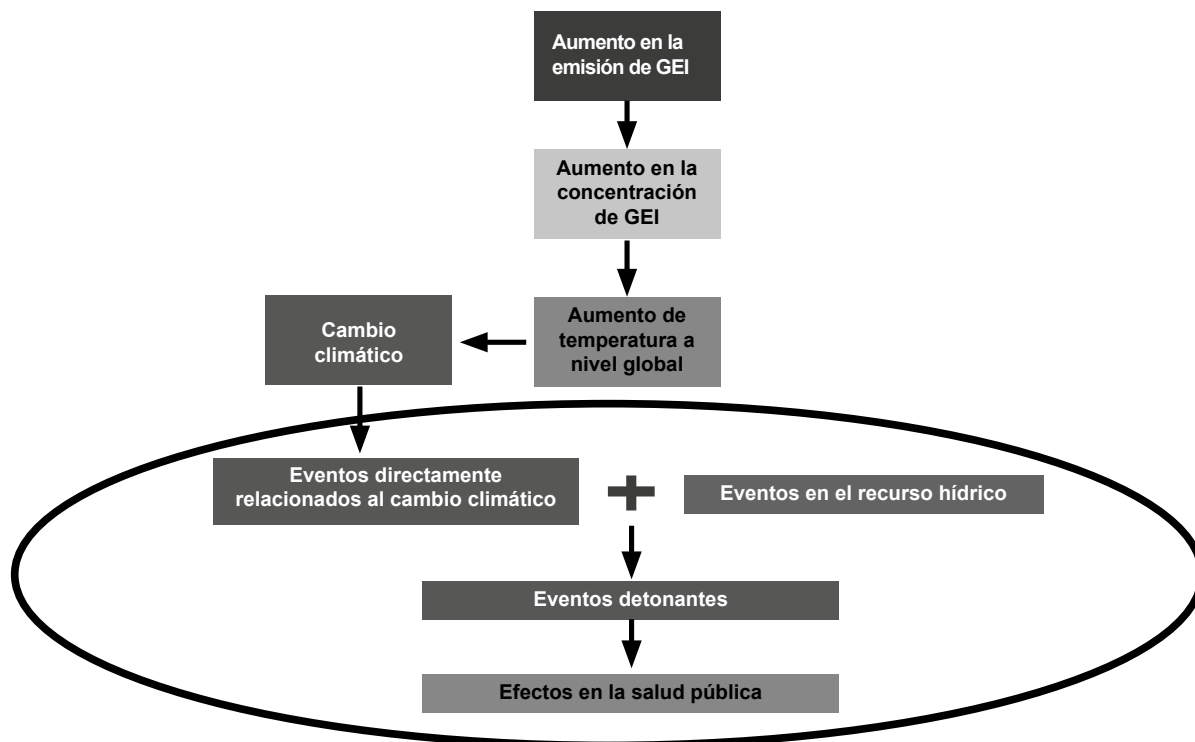 Aumento en la
emisión de GEI
Aumento en la
concentración
de GEI
Aumento de
temperatura a
nivel global
Cambio
climático
Eventos directamente
relacionados al cambio climático
Eventos en el recurso hídrico
Eventos detonantes
Efectos en la salud pública